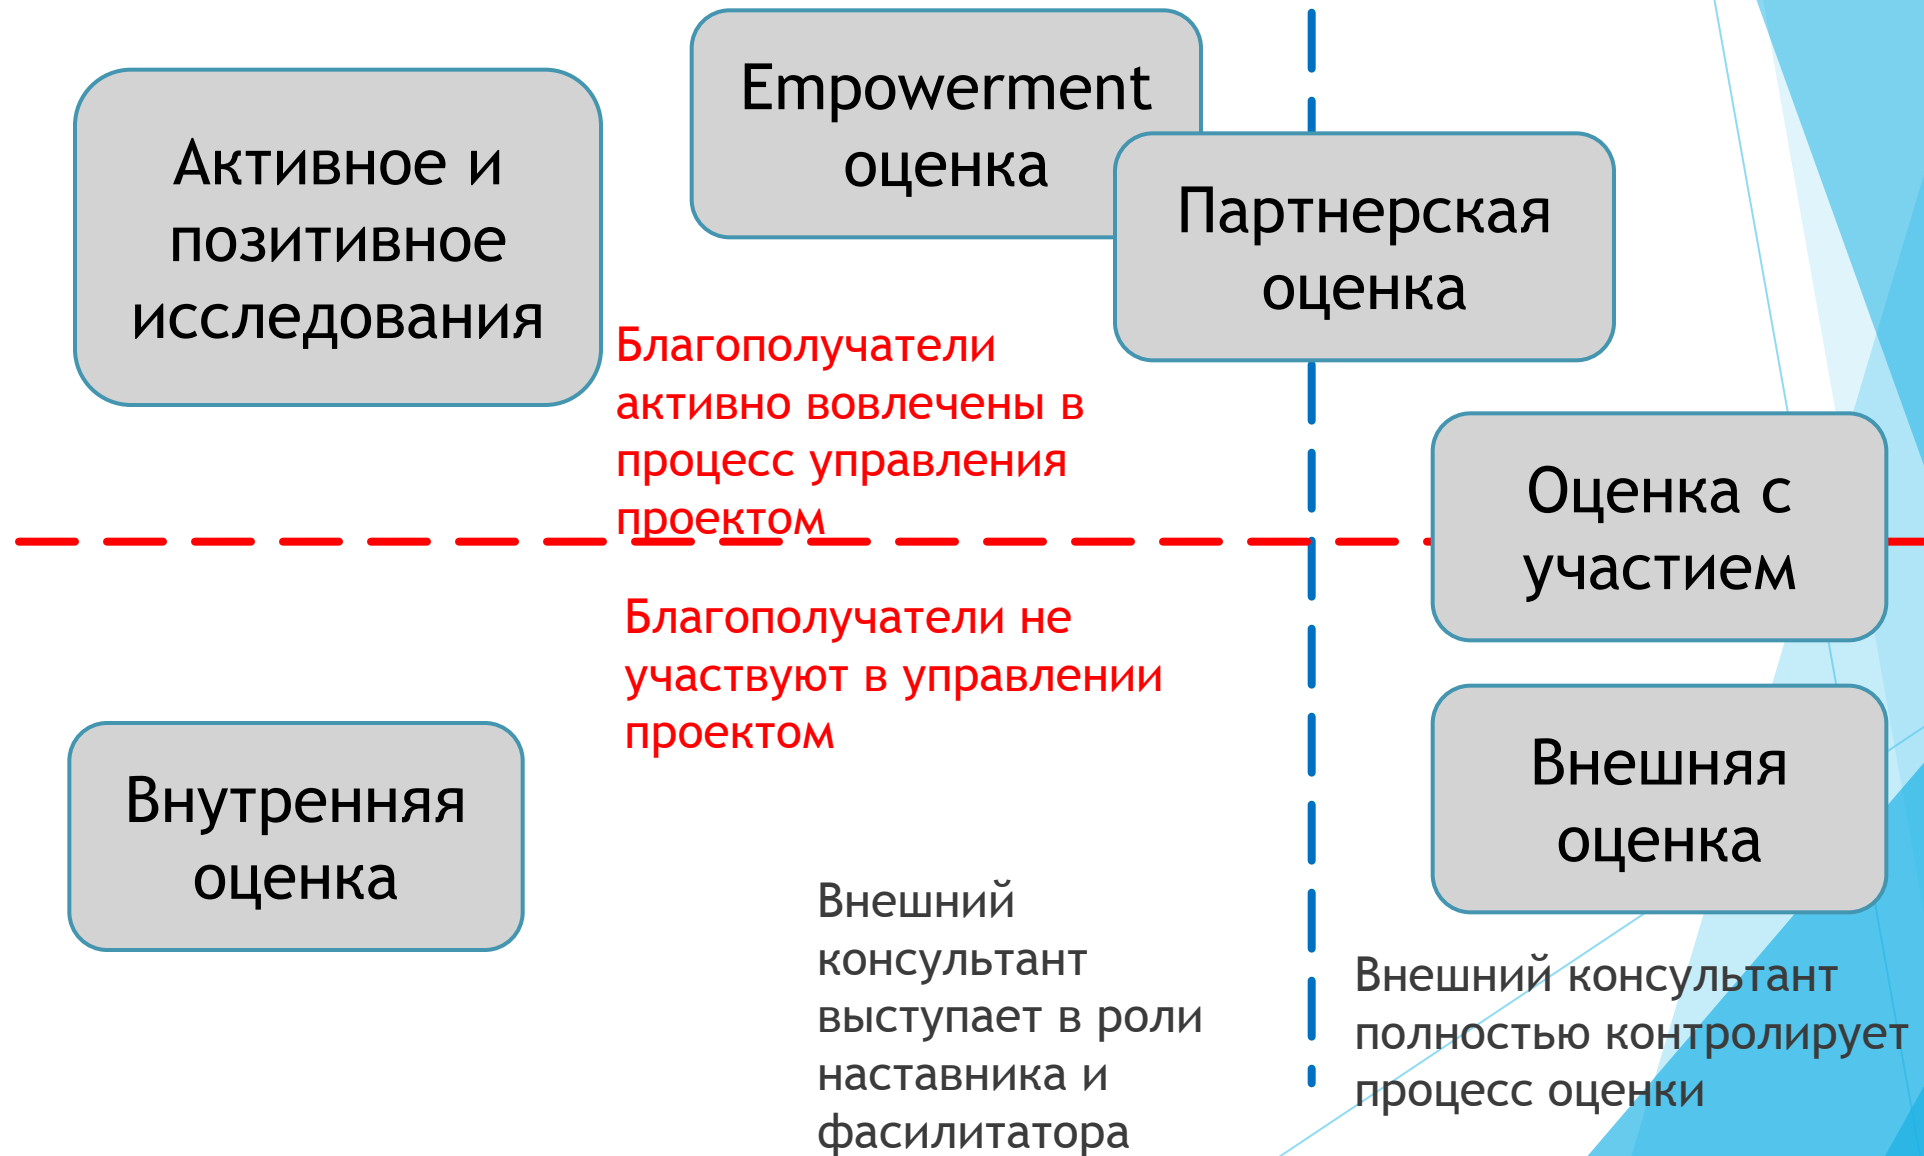 Empowerment
оценка
Активное и
позитивное
исследования
Партнерская
оценка
Благополучатели
активно вовлечены в
процесс управления
проектом
Оценка с
участием
Благополучатели не
участвуют в управлении
проектом
Внутренняя
оценка
Внешняя
оценка
Внешний
консультант
выступает в роли
наставника и
фасилитатора
Внешний консультант
полностью контролирует
процесс оценки